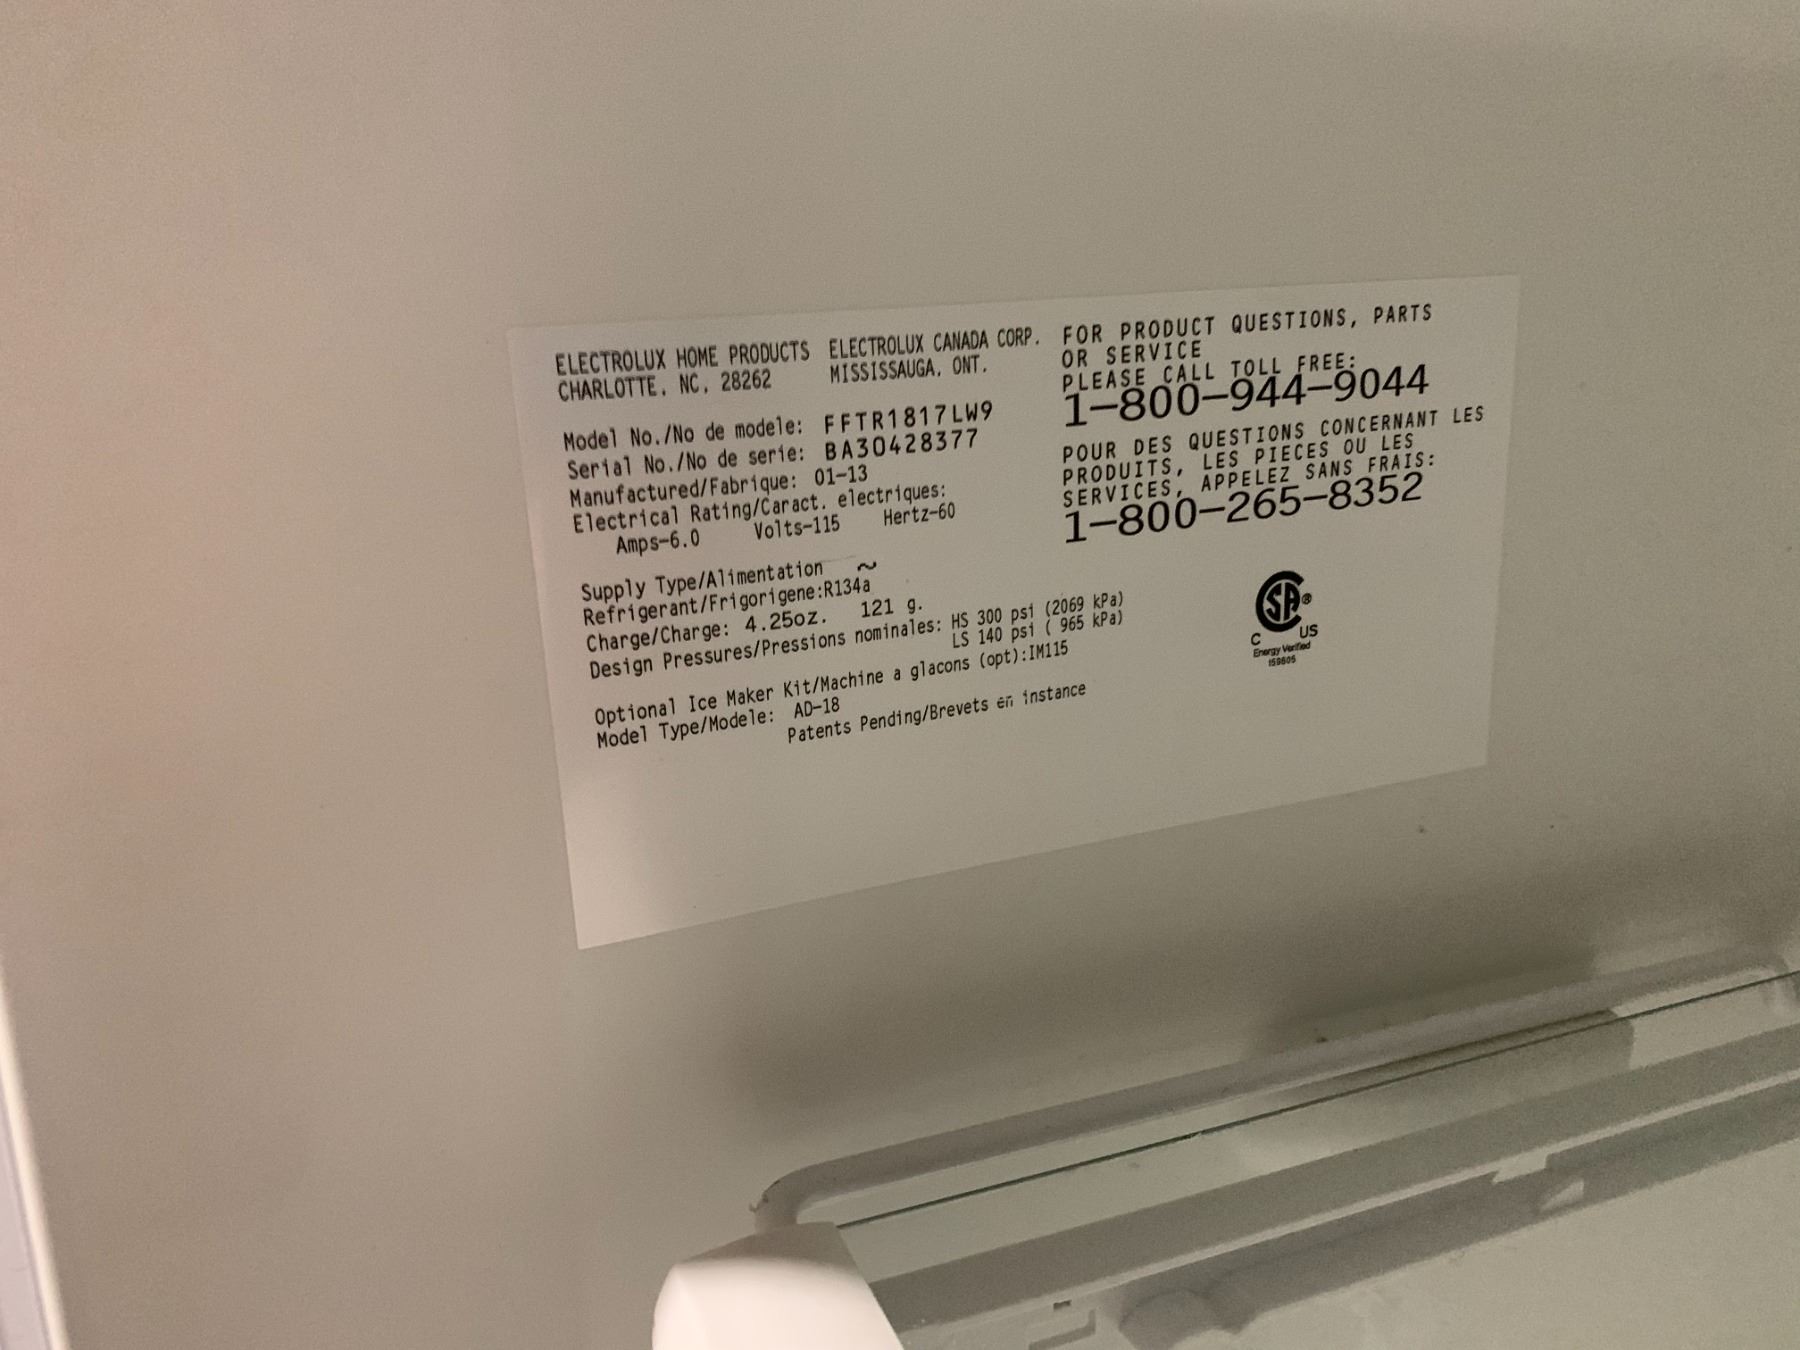 ELECTROLUX HOME PRODUCTS ELECTROLUX CANADA CORP.
CHARLOTTE, NC, 28262 MISSISSAUGA, ONT.
Model No./No de modele: FFTR1817LW9
Serial No./No de serie: BA30428377
Manufactured/Fabrique: 01-13
Electrical Rating/Caract. electriques:
Amps-6.0 Volts-115 Hertz-60
Supply Type/Alimentation ~
Refrigerant/Frigorigene:R134a
Charge/Charge: 4.25oz. 121 g.
Design Pressures/Pressions nominales: HS 300 psi (2069 kPa)
LS 140 psi ( 965 kPa)
Optional Ice Maker Kit/Machine a glacons (opt):IM115
Model Type/Modele: AD-18
Patents Pending/Brevets en instance
FOR PRODUCT QUESTIONS, PARTS
OR SERVICE
PLEASE CALL TOLL FREE:
1-800-944-9044
POUR DES QUESTIONS CONCERNANT LES
PRODUITS, LES PIECES OU LES
SERVICES, APPELEZ SANS FRAIS:
1-800-265-8352
SA®
C US
Energy Verified
159805